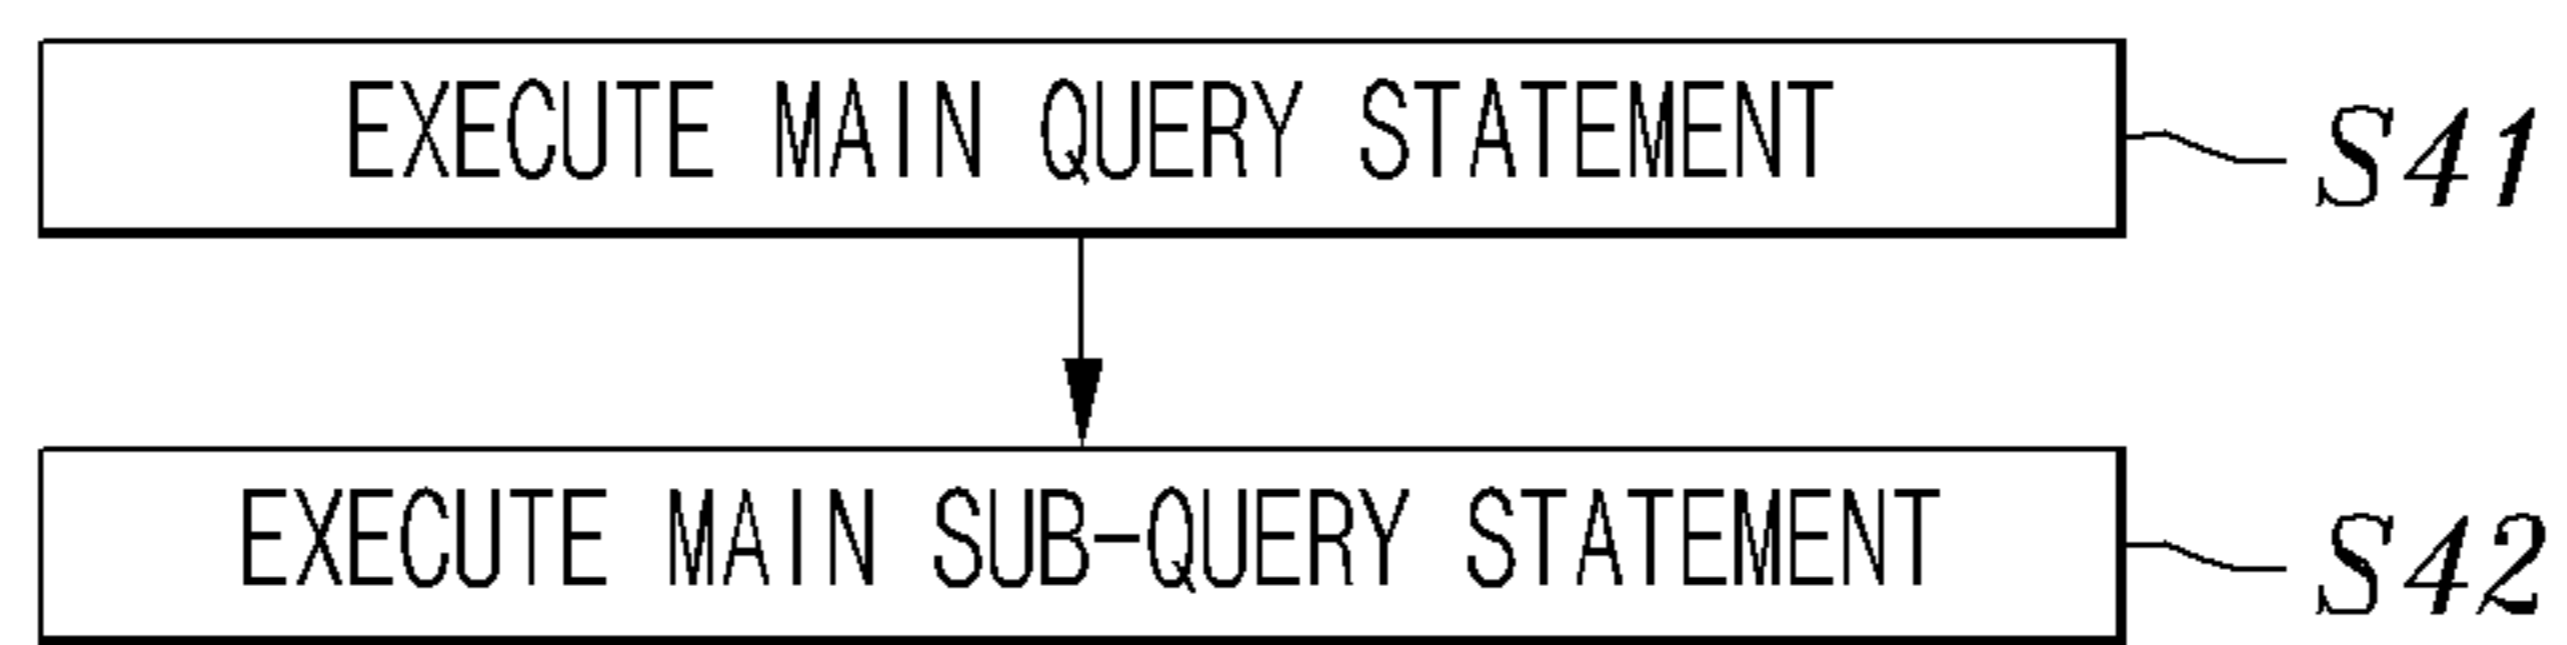 EXECUTE MAIN QUERY STATEMENT S41
EXECUTE MAIN SUB-QUERY STATEMENT S42